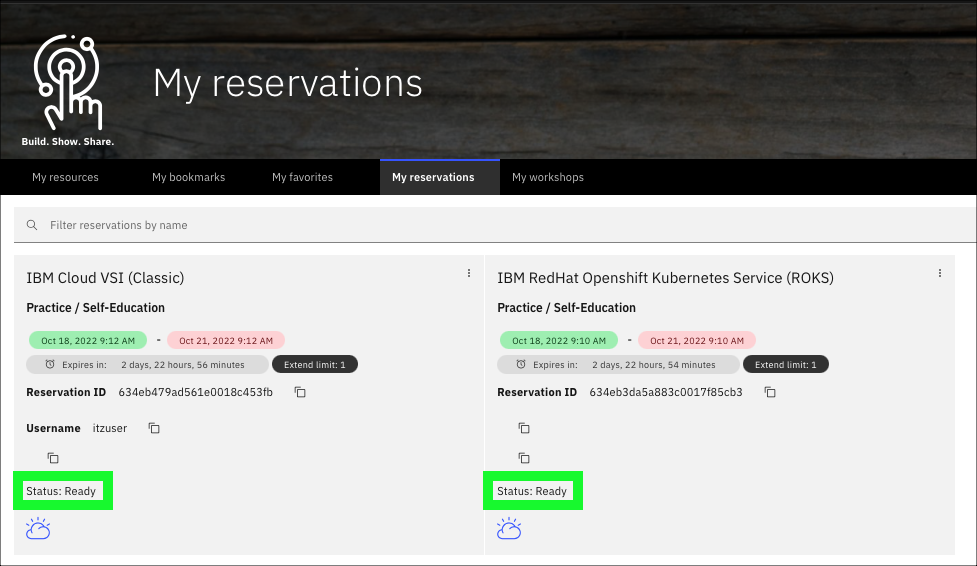 My reservations
Build. Show. Share.
My resources
My bookmarks
My favorites
My reservations
My workshops
Filter reservations by name
IBM Cloud VSI (Classic)
Practice / Self-Education
Oct 18, 2022 9:12 AM - Oct 21, 2022 9:12 AM
Expires in: 2 days, 22 hours, 56 minutes Extend limit: 1
Reservation ID 634eb479ad561e0018c453fb
Username itzuser
Status: Ready
IBM RedHat Openshift Kubernetes Service (ROKS)
Practice / Self-Education
Oct 18, 2022 9:10 AM - Oct 21, 2022 9:10 AM
Expires in: 2 days, 22 hours, 54 minutes Extend limit: 1
Reservation ID 634eb3da5a883c0017f85cb3
Status: Ready